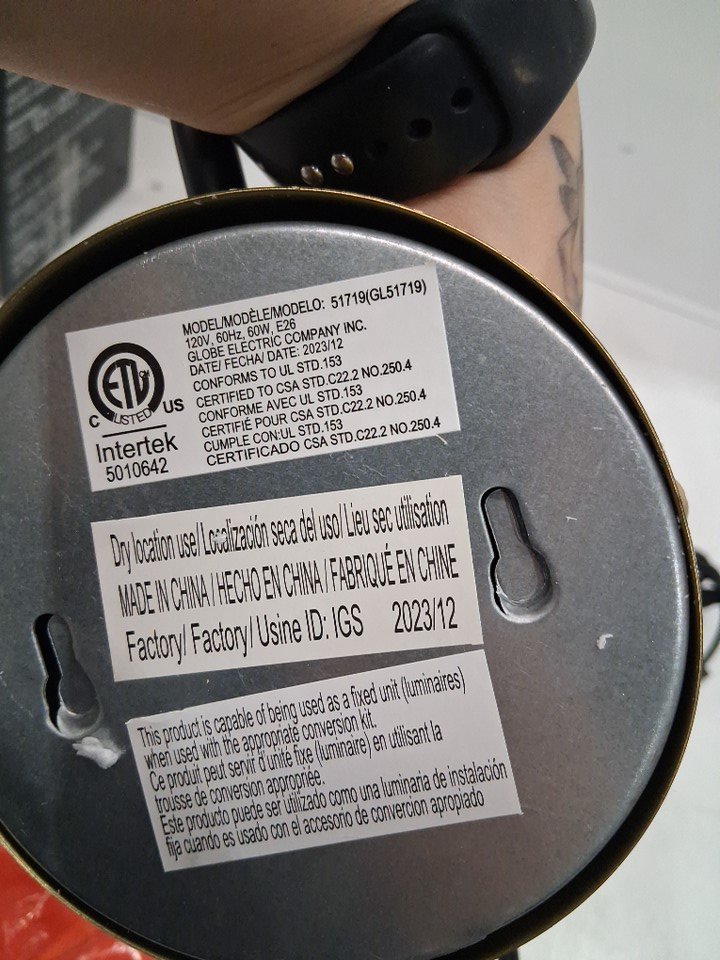 MODEL/MODÈLE/MODELO: 51719(GL51719)
120V, 60Hz, 60W, E26
GLOBE ELECTRIC COMPANY INC.
DATE/ FECHA/ DATE: 2023/12
CONFORMS TO UL STD.153
CERTIFIED TO CSA STD.C22.2 NO.250.4
CONFORME AVEC UL STD.153
CERTIFIÉ POUR CSA STD.C22.2 NO.250.4
CUMPLE CON:UL STD.153
CERTIFICADO CSA STD.C22.2 NO.250.4
ETL
LISTED
C US
Intertek
5010642
Dry location use/ Localización seca del uso/ Lieu sec utilisation
MADE IN CHINA / HECHO EN CHINA / FABRIQUÉ EN CHINE
Factory/ Factory/ Usine ID: IGS 2023/12
This product is capable of being used as a fixed unit (luminaires)
when used with the appropriate conversion kit.
Ce produit peut servir d'unité fixe (luminaire) en utilisant la
trousse de conversion appropriée.
Este producto puede ser utilizado como una luminaria de instalación
fija cuando es usado con el accesorio de convercion apropiado